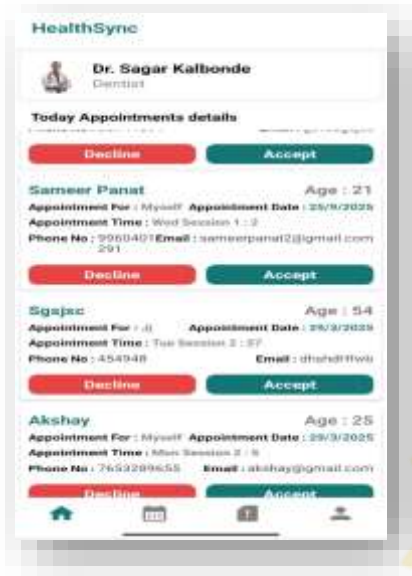 HealthSync
Dr. Sagar Kalbonde
Dentist
Today Appointments details
Decline Accept
Sameer Panat Age : 21
Appointment For : Myself Appointment Date : 25/9/2025
Appointment Time : Wed Session 1 : 2
Phone No : 9960401 Email : sameerpanat2@gmail.com
291
Decline Accept
Sgsjsc Age : 54
Appointment For : Jj Appointment Date : 25/3/2025
Appointment Time : Tue Session 2 : 37
Phone No : 454948 Email :
Decline Accept
Akshay Age : 25
Appointment For : Myself Appointment Date : 29/3/2025
Appointment Time : Mon Session 2 : 5
Phone No : 7653289655 Email : akshay@gmail.com
Decline Accept